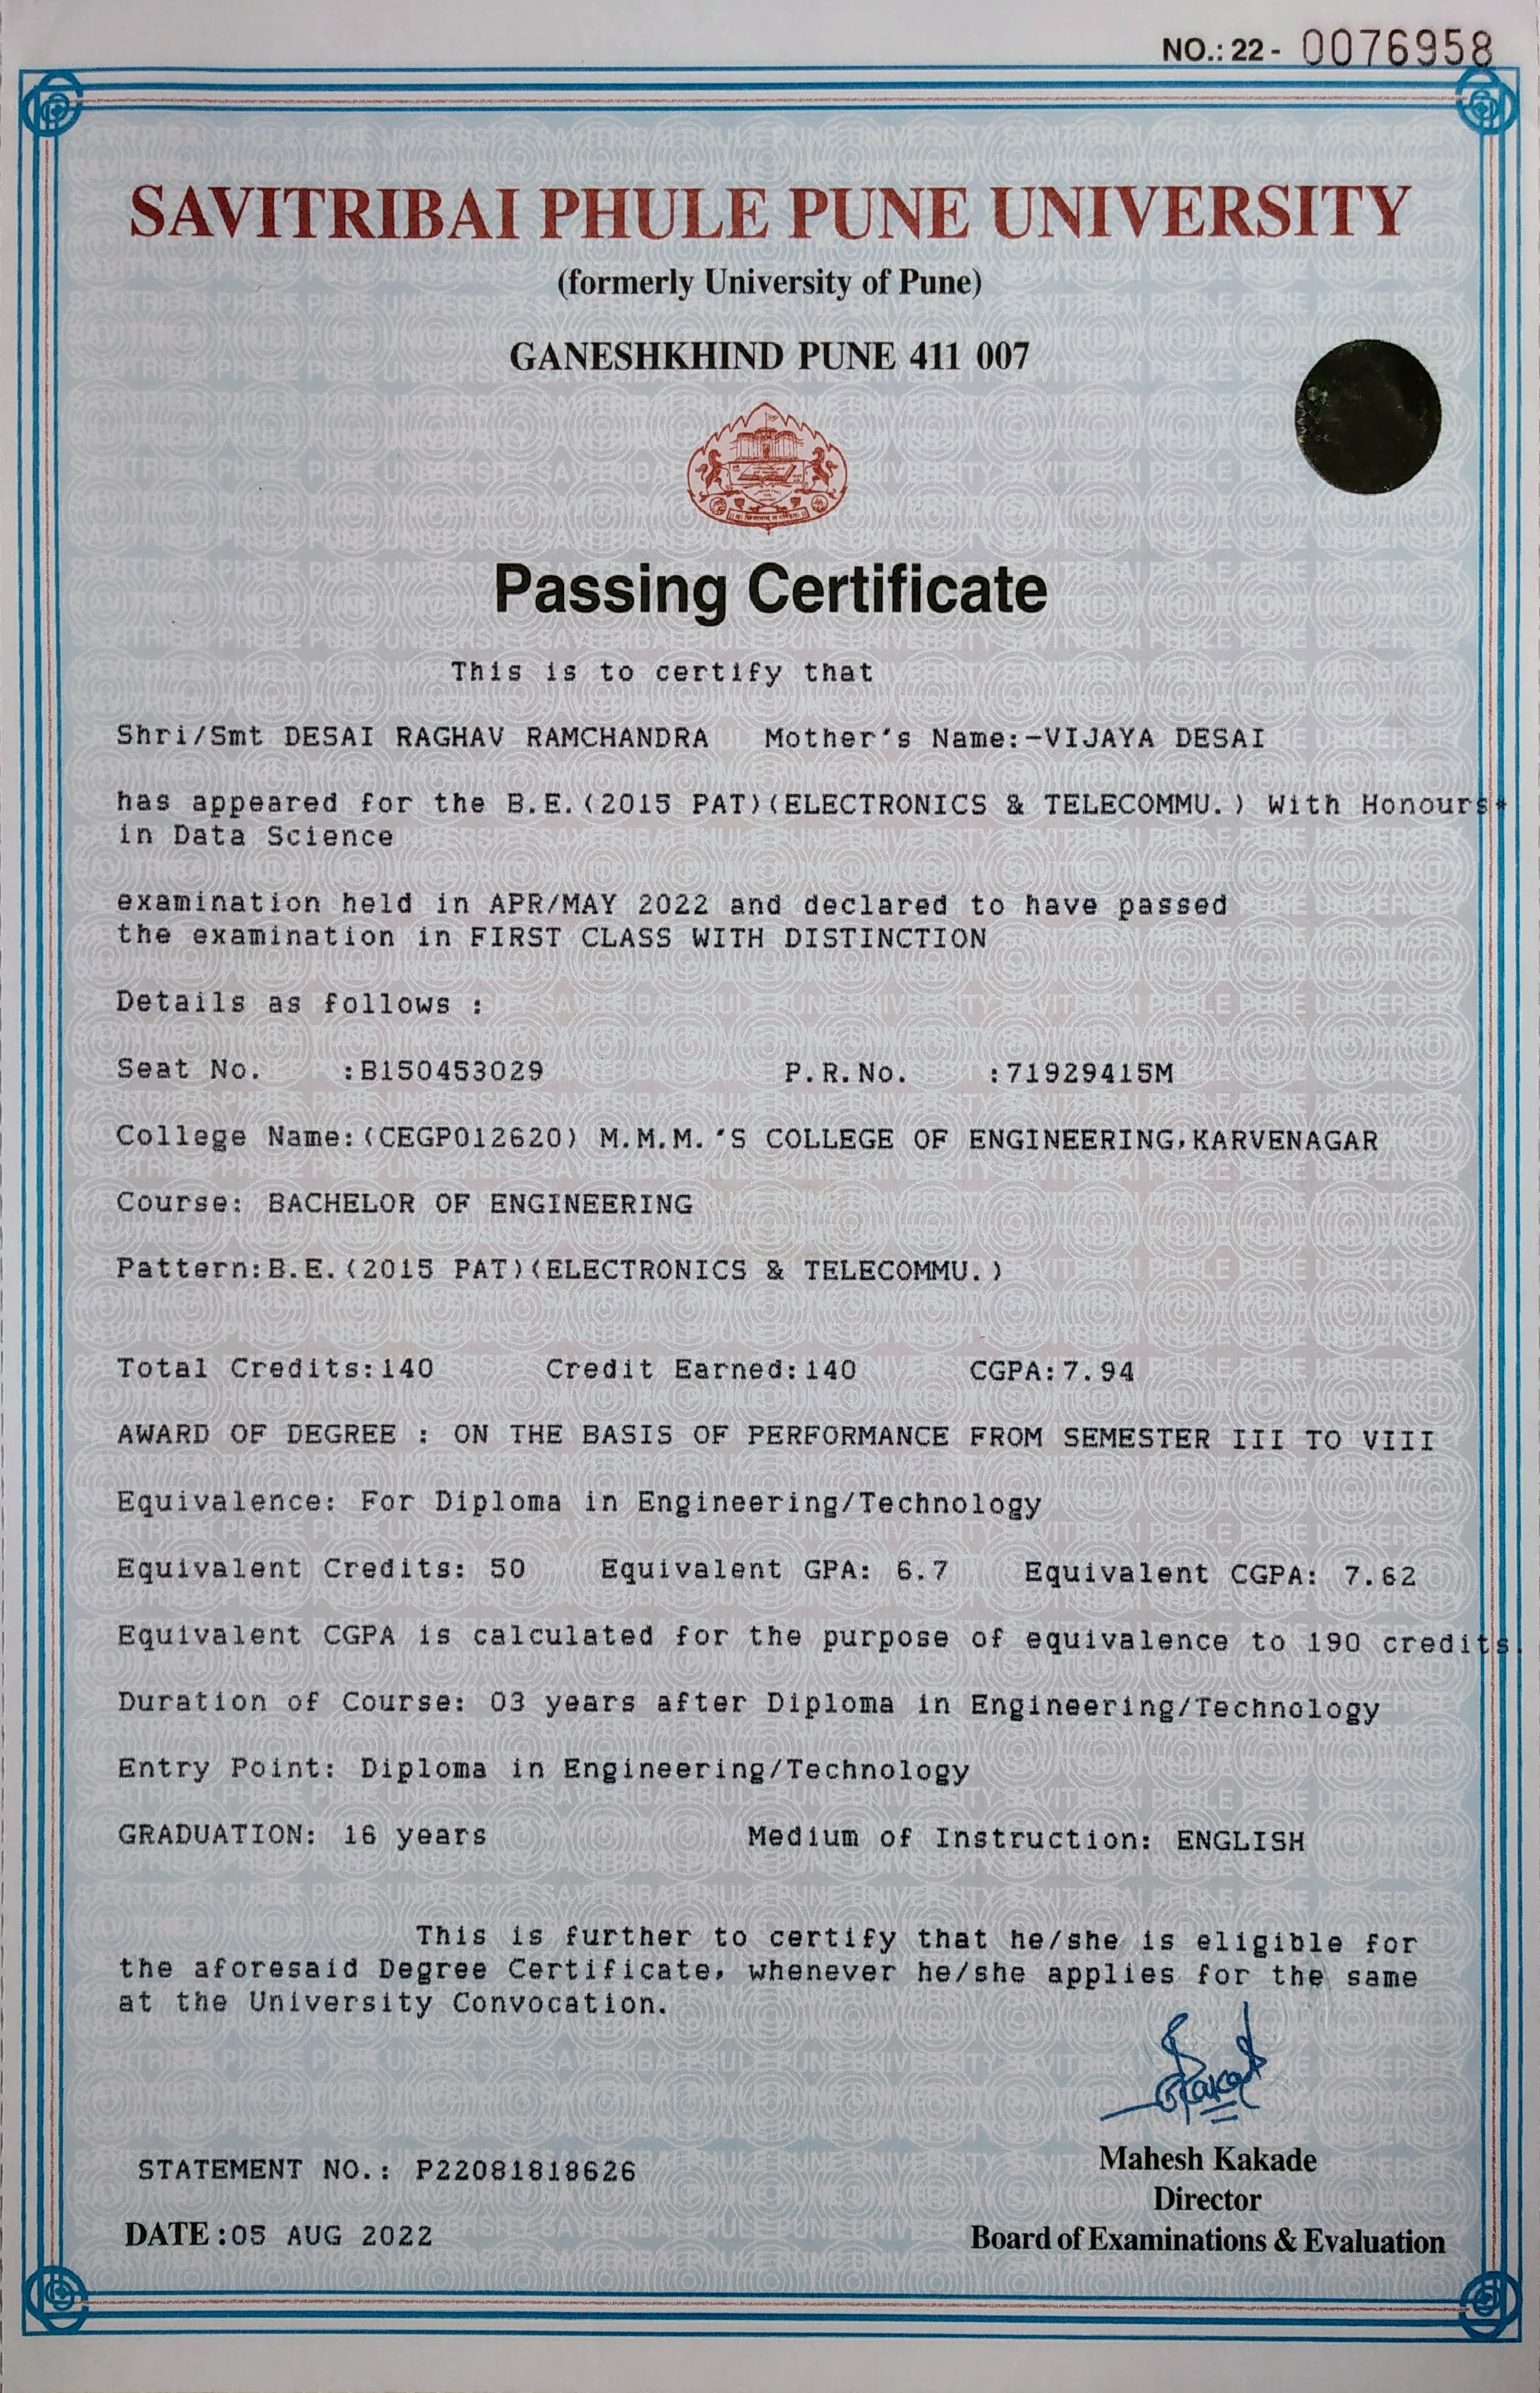 NO.: 22 - 0076958
SAVITRIBAI PHULE PUNE UNIVERSITY
(formerly University of Pune)
GANESHKHIND PUNE 411 007
Passing Certificate
This is to certify that
Shri/Smt DESAI RAGHAV RAMCHANDRA Mother's Name:-VIJAYA DESAI
has appeared for the B.E.(2015 PAT)(ELECTRONICS & TELECOMMU.) With Honours*
in Data Science
examination held in APR/MAY 2022 and declared to have passed
the examination in FIRST CLASS WITH DISTINCTION
Details as follows :
Seat No. :B150453029 P.R.No. :71929415M
College Name:(CEGP012620) M.M.M.'S COLLEGE OF ENGINEERING,KARVENAGAR
Course: BACHELOR OF ENGINEERING
Pattern:B.E.(2015 PAT)(ELECTRONICS & TELECOMMU.)
Total Credits:140 Credit Earned:140 CGPA:7.94
AWARD OF DEGREE : ON THE BASIS OF PERFORMANCE FROM SEMESTER III TO VIII
Equivalence: For Diploma in Engineering/Technology
Equivalent Credits: 50 Equivalent GPA: 6.7 Equivalent CGPA: 7.62
Equivalent CGPA is calculated for the purpose of equivalence to 190 credits.
Duration of Course: 03 years after Diploma in Engineering/Technology
Entry Point: Diploma in Engineering/Technology
GRADUATION: 16 years Medium of Instruction: ENGLISH
This is further to certify that he/she is eligible for
the aforesaid Degree Certificate, whenever he/she applies for the same
at the University Convocation.
STATEMENT NO.: P22081818626
Mahesh Kakade
Director
DATE :05 AUG 2022
Board of Examinations & Evaluation